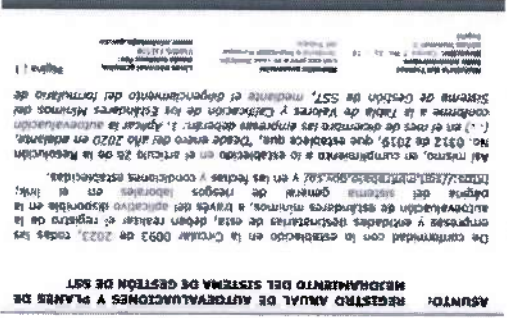 ASUNTO: REGISTRO ANUAL DE AUTOEVALUACIONES Y PLANES DE
MEJORAMIENTO DEL SISTEMA DE GESTIÓN DE SST
De conformidad con lo establecido en la Circular 0093 de 2023, todas las
empresas y entidades destinatarias de esta, deben realizar el registro de la
autoevaluación de estándares mínimos, a través del aplicativo disponible en la
página del sistema general de riesgos laborales en el link:
y en las fechas y condiciones establecidas.
Así mismo, en cumplimiento a lo establecido en el artículo 26 de la Resolución
No. 0312 de 2019, que establece que, "Desde enero del año 2020 en adelante,
(..) en el mes de diciembre las empresas deberán: 1. Aplicar la autoevaluación
conforme a la Tabla de Valores y Calificación de los Estándares Mínimos del
Sistema de Gestión de SST, mediante el diligenciamiento del formulario de
Página | 1